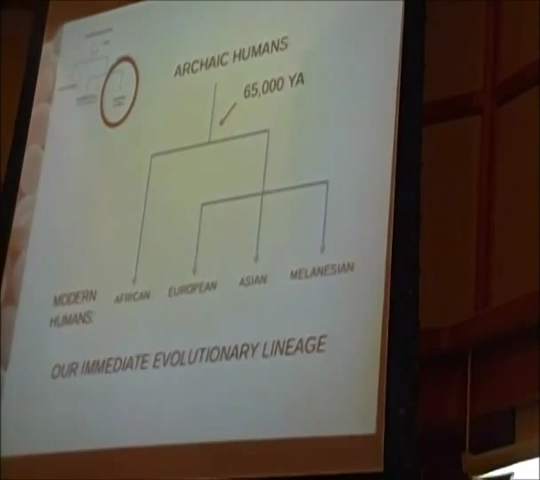 ARCHAIC HUMANS
65,000 YA
MODERN
HUMANS:
AFRICAN
EUROPEAN
ASIAN
MELANESIAN
OUR IMMEDIATE EVOLUTIONARY LINEAGE